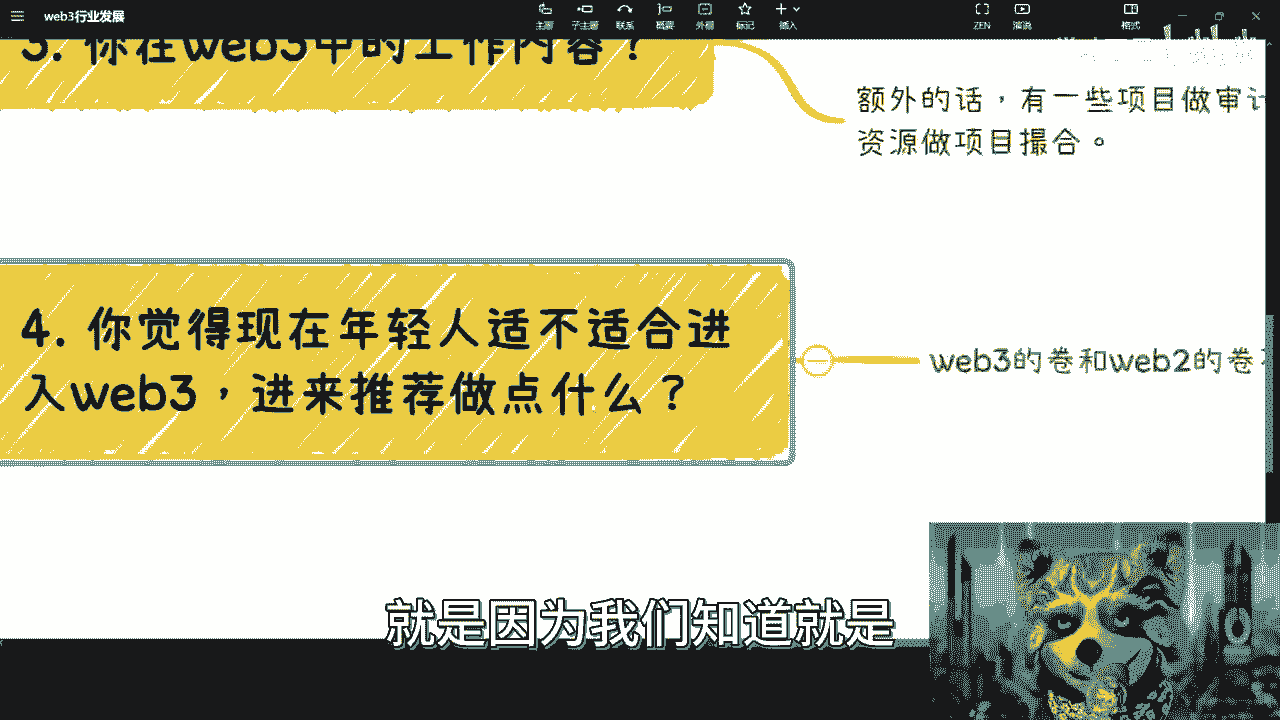 web3行业发展
主题 子主题 联系 概要 外框 标记 插入 ZEN 演说 格式
3. 你在web3中的工作内容？
额外的话，有一些项目做审计
资源做项目撮合。
4. 你觉得现在年轻人适不适合进
入web3，进来推荐做点什么？
web3的卷和web2的卷
就是因为我们知道就是